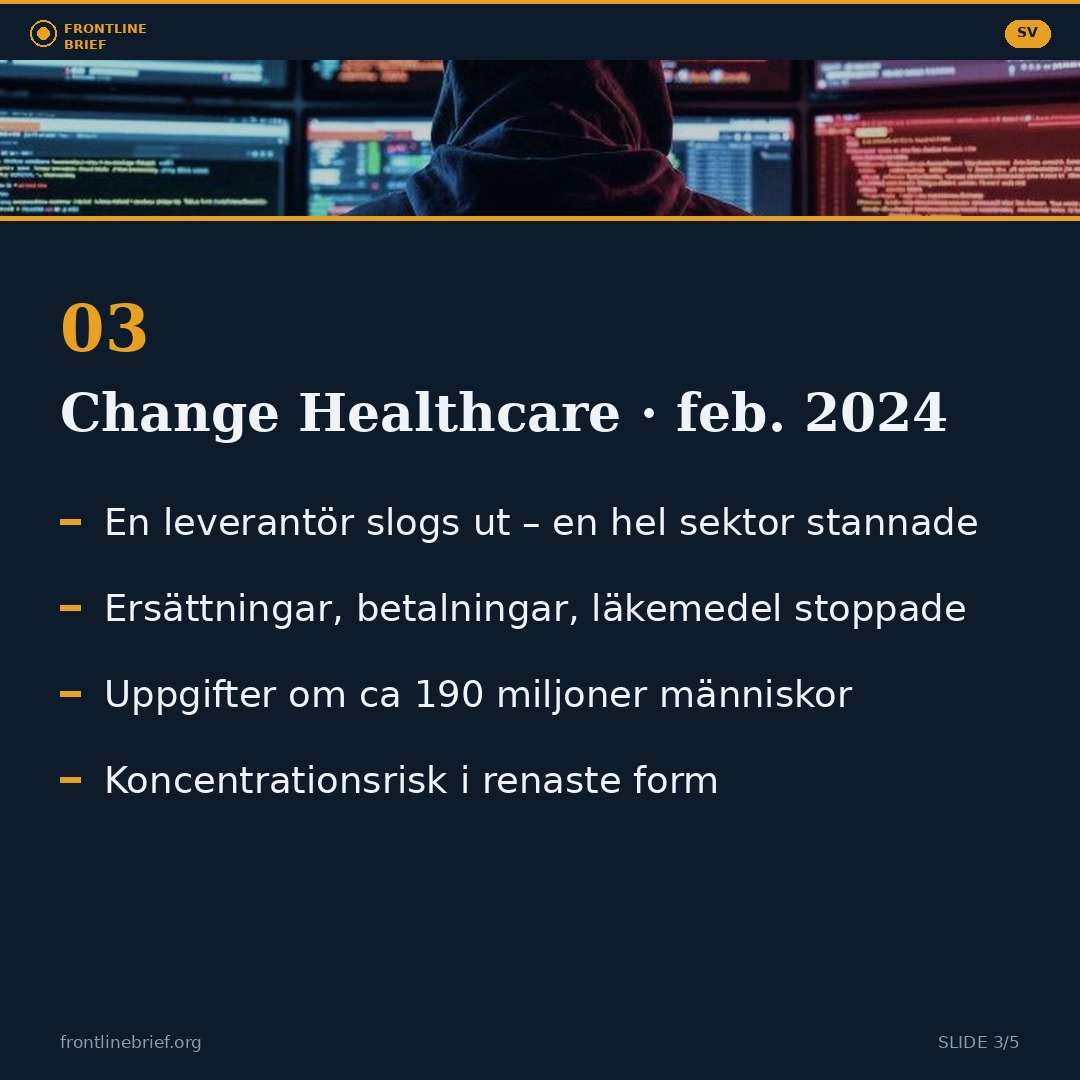 FRONTLINE
BRIEF
SV
03
Change Healthcare · feb. 2024
– En leverantör slogs ut – en hel sektor stannade
– Ersättningar, betalningar, läkemedel stoppade
– Uppgifter om ca 190 miljoner människor
– Koncentrationsrisk i renaste form
frontlinebrief.org
SLIDE 3/5